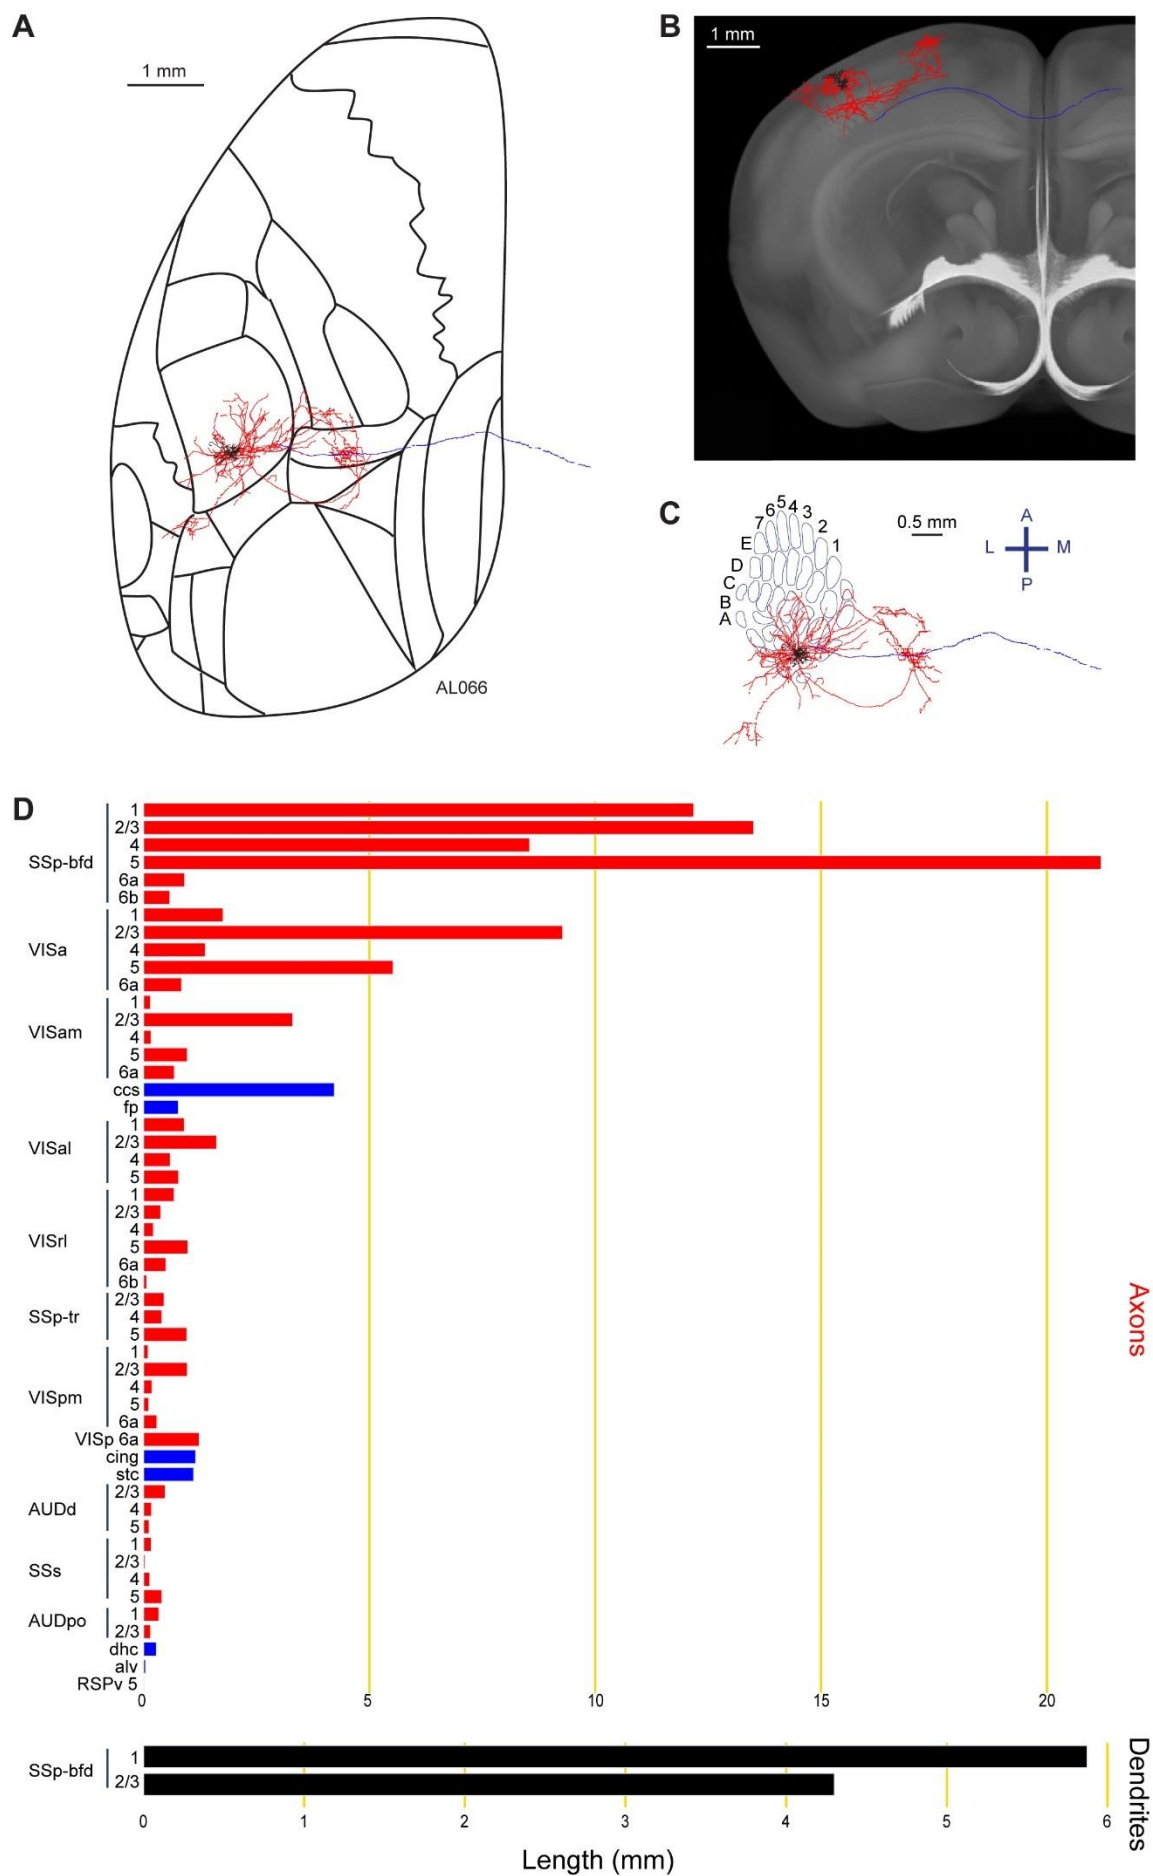 A
1 mm
AL066
B
1 mm
C
1 2 3 4 5 6 7
E
D
C
B
A
0.5 mm
A
L M
P
D
SSp-bfd
1
2/3
4
5
6a
6b
VISa
1
2/3
4
5
6a
VISam
1
2/3
4
5
6a
ccs
fp
VISal
1
2/3
4
5
VISrl
1
2/3
4
5
6a
6b
SSp-tr
2/3
4
5
VISpm
1
2/3
4
5
6a
VISp 6a
cing
stc
AUDd
2/3
4
5
SSs
1
2/3
4
5
AUDpo
1
2/3
dhc
alv
RSPv 5
0 5 10 15 20
Axons
SSp-bfd
1
2/3
0 1 2 3 4 5 6
Dendrites
Length (mm)